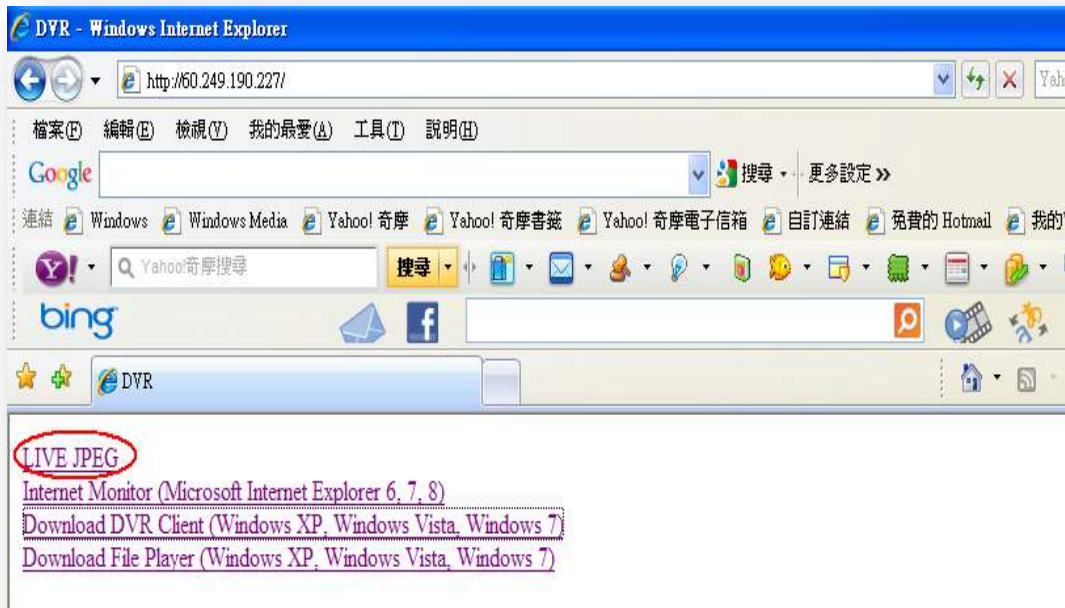 DVR - Windows Internet Explorer
http://60.249.190.227/
Yah
檔案(F) 編輯(E) 檢視(V) 我的最愛(A) 工具(T) 說明(H)
Google 搜尋 更多設定 »
連結 Windows Windows Media Yahoo! 奇摩 Yahoo! 奇摩書籤 Yahoo! 奇摩電子信箱 自訂連結 免費的 Hotmail 我的
Y! Yahoo!奇摩搜尋 搜尋
bing f
DVR
LIVE JPEG
Internet Monitor (Microsoft Internet Explorer 6, 7, 8)
Download DVR Client (Windows XP, Windows Vista, Windows 7)
Download File Player (Windows XP, Windows Vista, Windows 7)